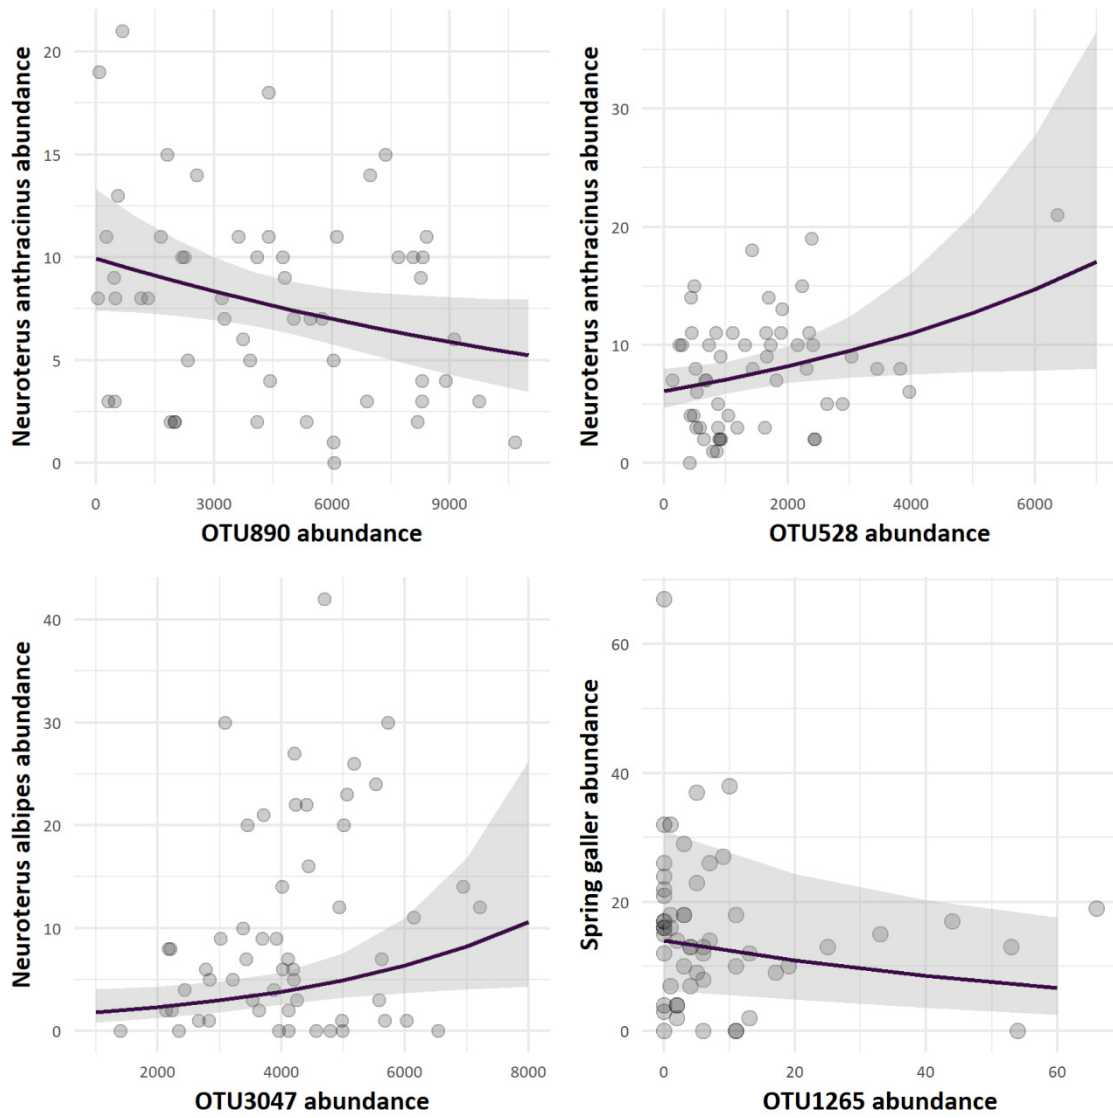 Neuroterus anthracinus abundance
20
15
10
5
0
0 3000 6000 9000
OTU890 abundance
Neuroterus anthracinus abundance
30
20
10
0
0 2000 4000 6000
OTU528 abundance
Neuroterus albipes abundance
40
30
20
10
0
2000 4000 6000 8000
OTU3047 abundance
Spring galler abundance
60
40
20
0
0 20 40 60
OTU1265 abundance